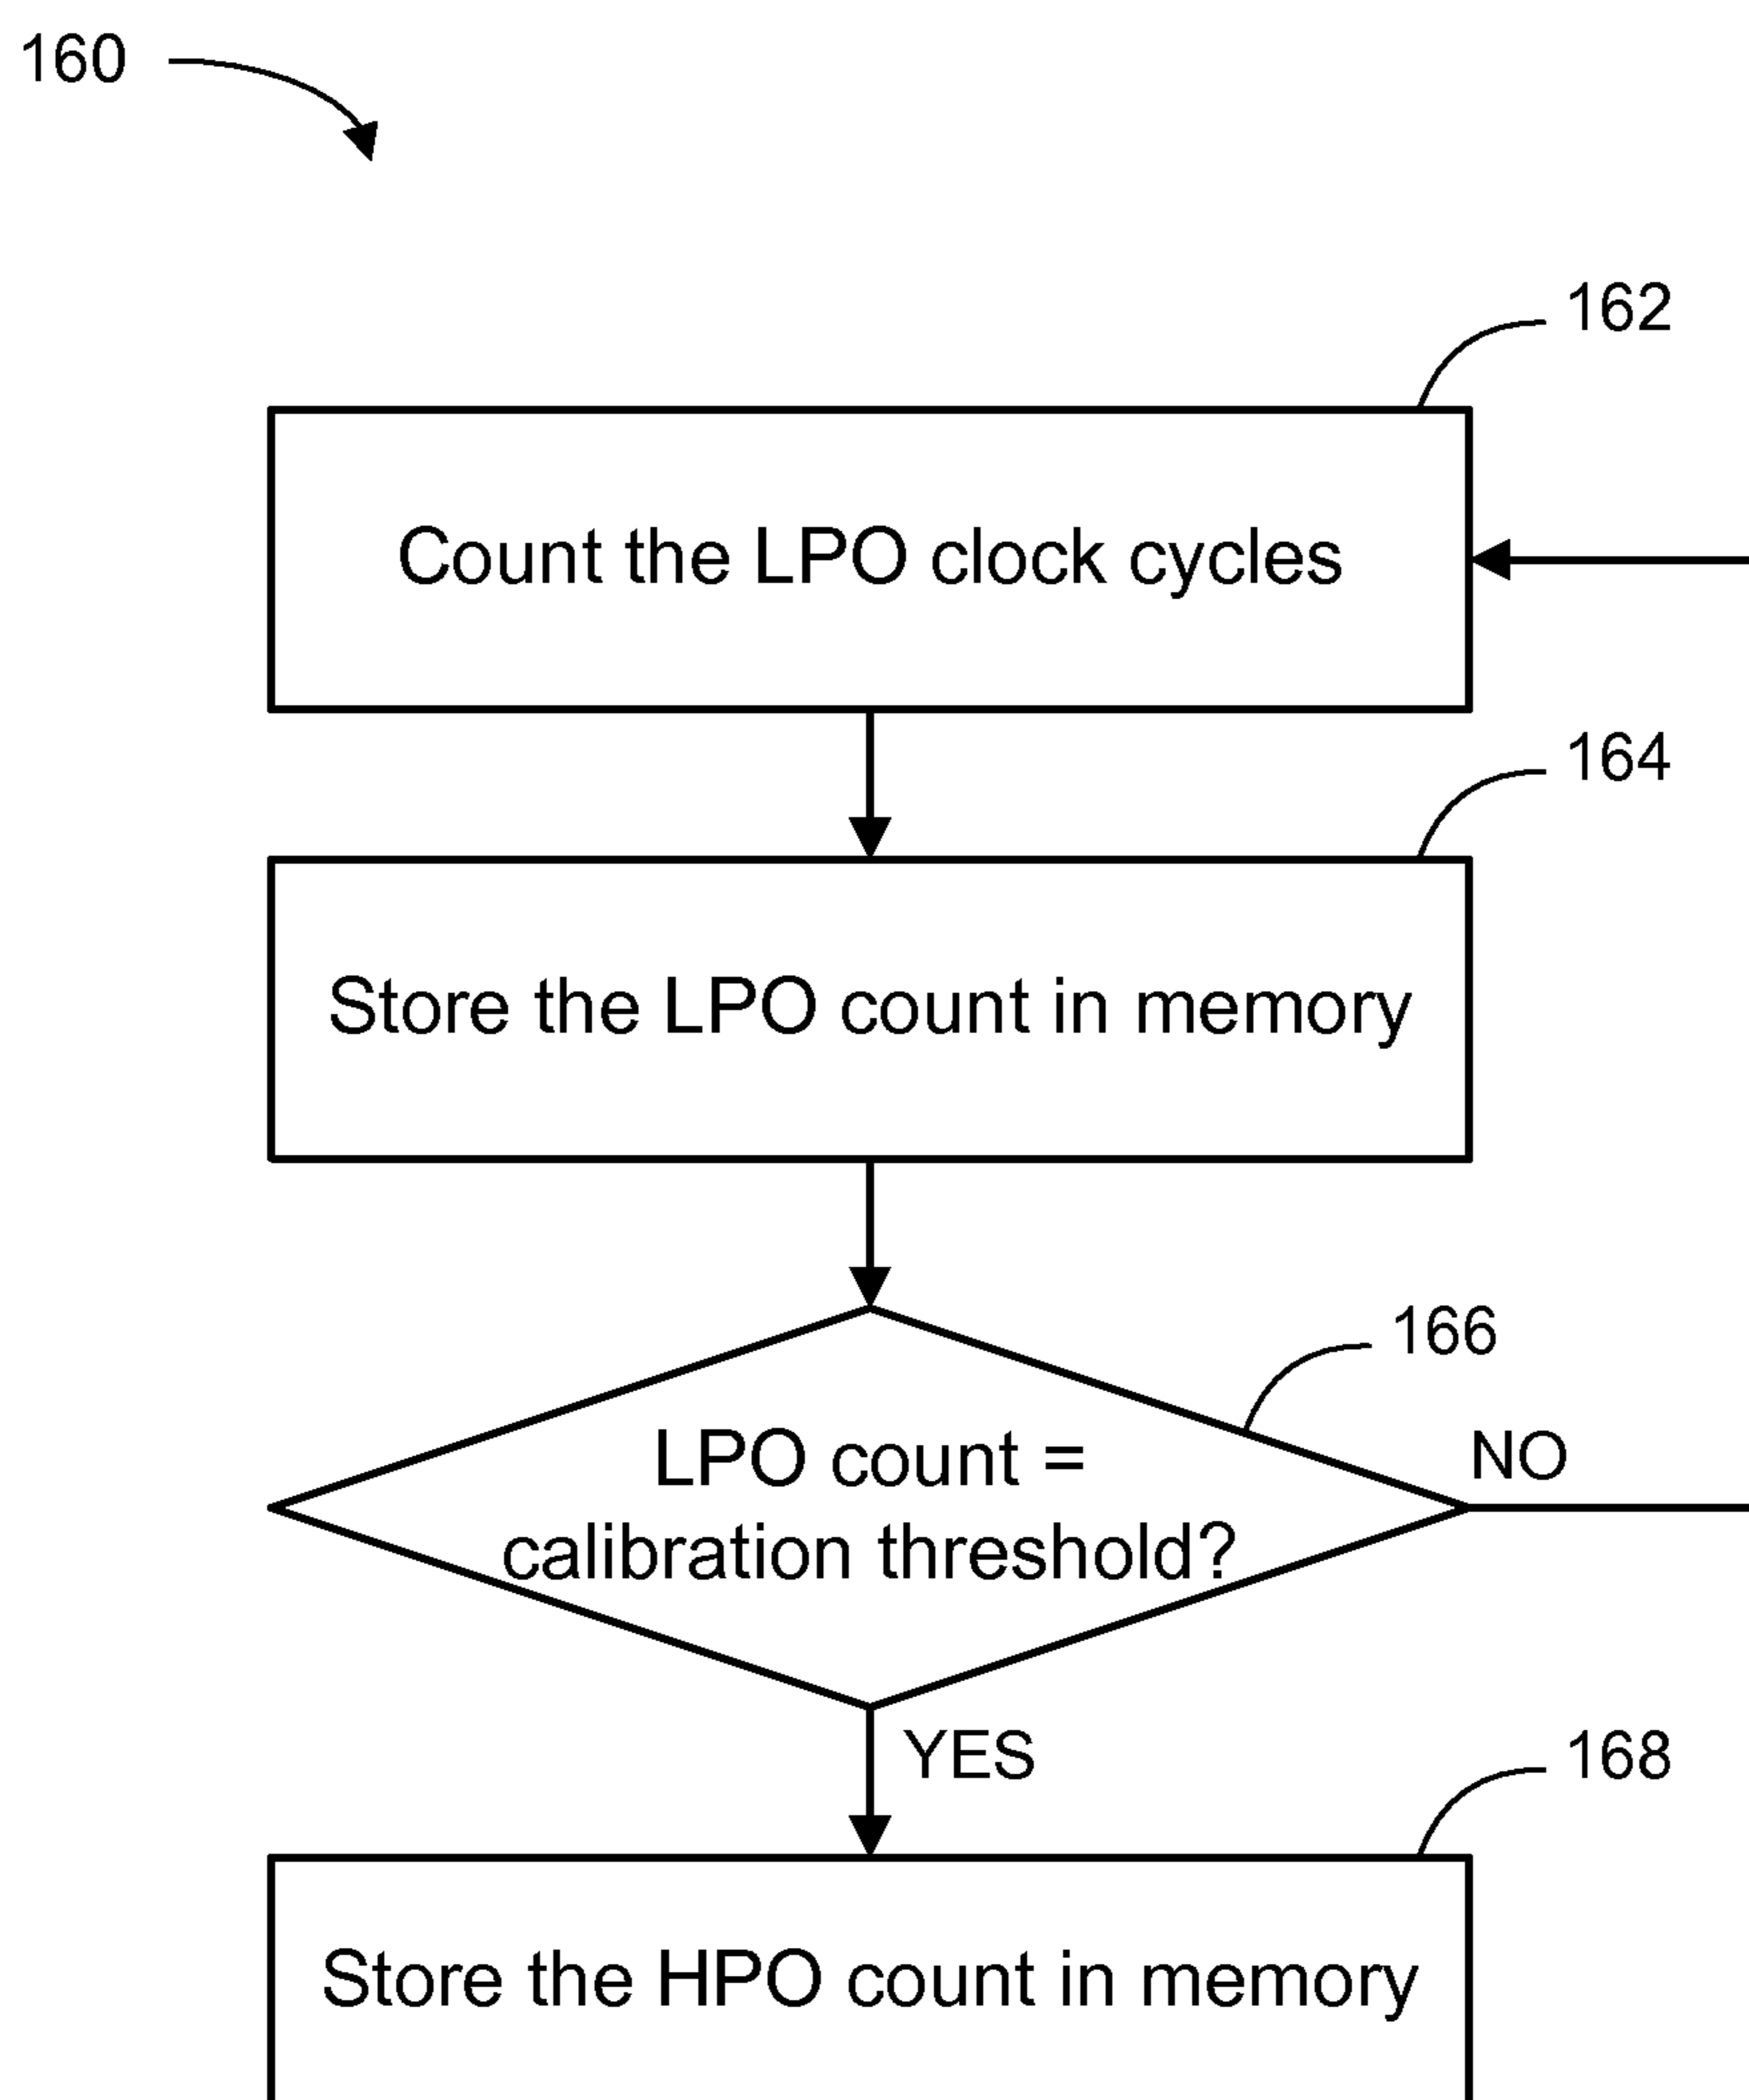 160
162
Count the LPO clock cycles
164
Store the LPO count in memory
166
LPO count =
NO
calibration threshold?
YES
168
Store the HPO count in memory